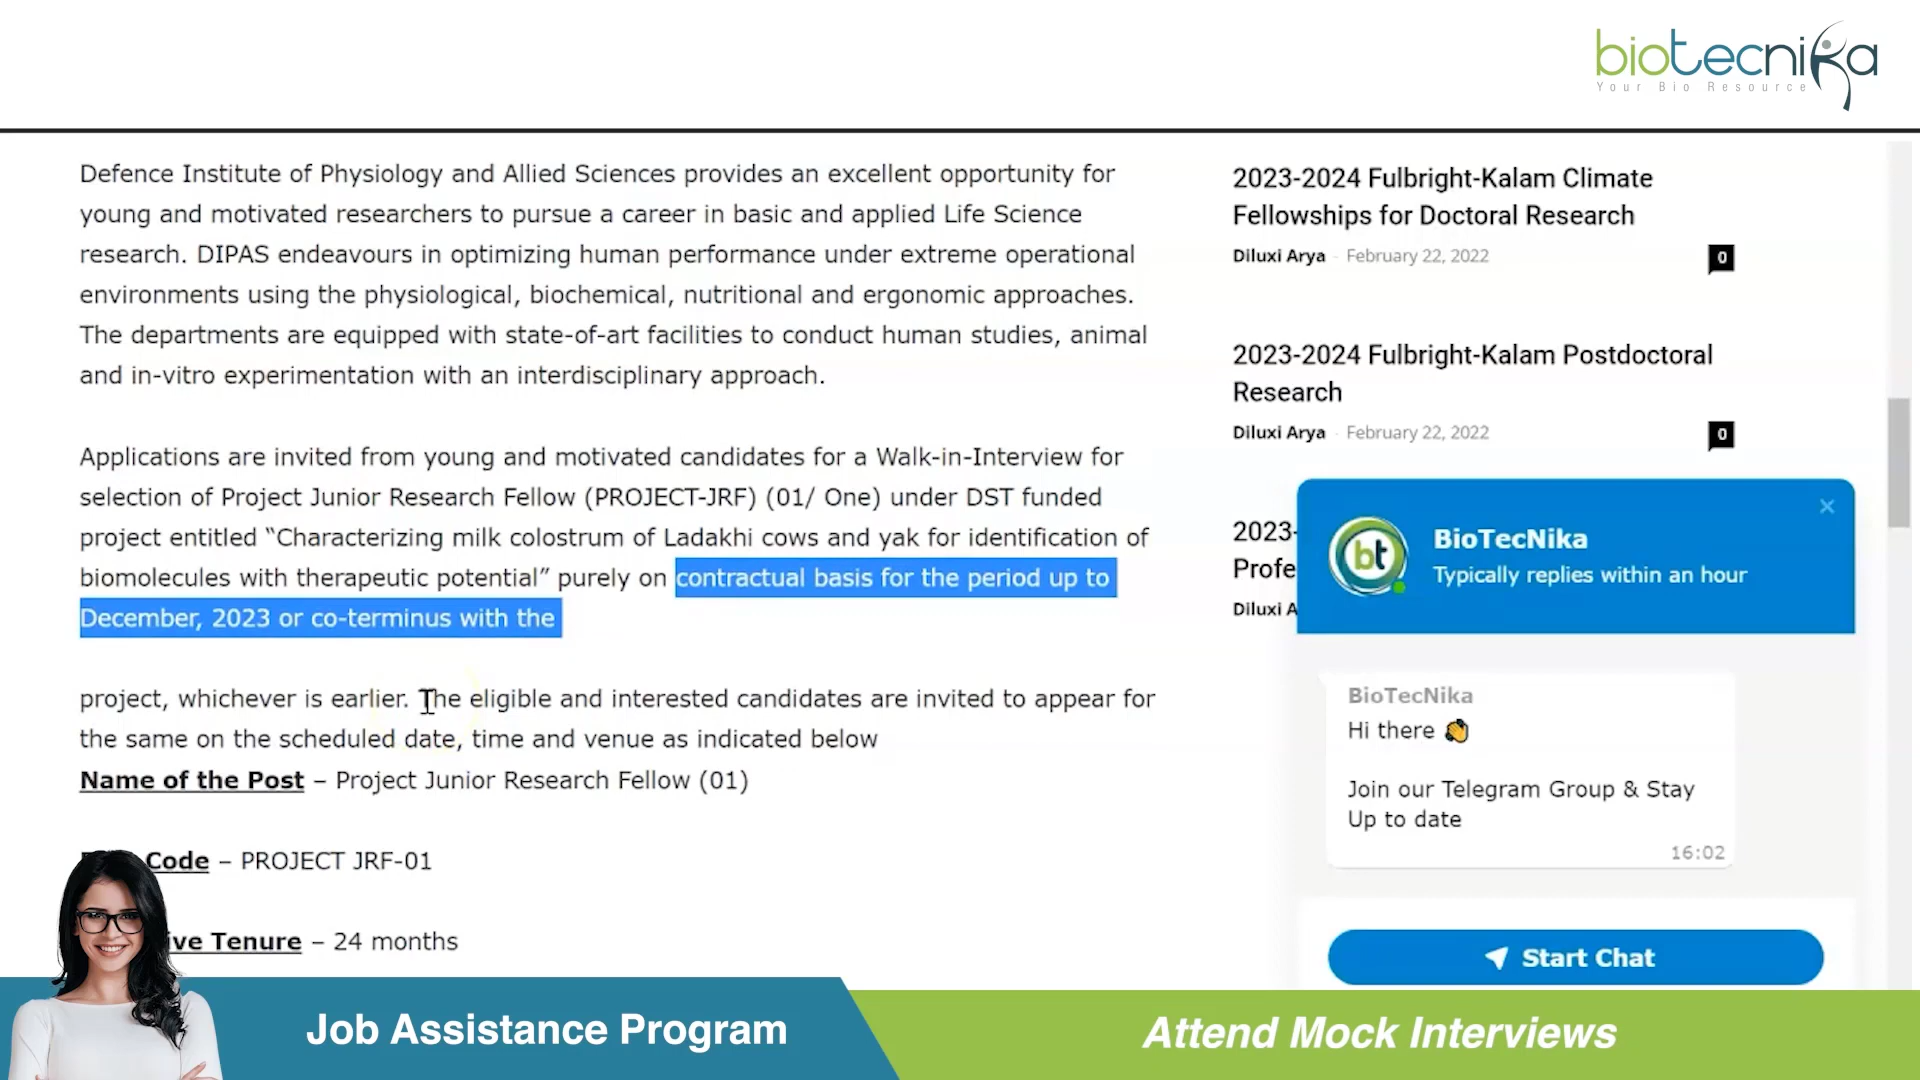 biotecnika
Your Bio Resource
Defence Institute of Physiology and Allied Sciences provides an excellent opportunity for
young and motivated researchers to pursue a career in basic and applied Life Science
research. DIPAS endeavours in optimizing human performance under extreme operational
environments using the physiological, biochemical, nutritional and ergonomic approaches.
The departments are equipped with state-of-art facilities to conduct human studies, animal
and in-vitro experimentation with an interdisciplinary approach.
Applications are invited from young and motivated candidates for a Walk-in-Interview for
selection of Project Junior Research Fellow (PROJECT-JRF) (01/ One) under DST funded
project entitled “Characterizing milk colostrum of Ladakhi cows and yak for identification of
biomolecules with therapeutic potential” purely on contractual basis for the period up to
December, 2023 or co-terminus with the
project, whichever is earlier. The eligible and interested candidates are invited to appear for
the same on the scheduled date, time and venue as indicated below
Name of the Post – Project Junior Research Fellow (01)
Code – PROJECT JRF-01
ive Tenure – 24 months
2023-2024 Fulbright-Kalam Climate
Fellowships for Doctoral Research
Diluxi Arya - February 22, 2022
0
2023-2024 Fulbright-Kalam Postdoctoral
Research
Diluxi Arya - February 22, 2022
0
2023-
Profe
Diluxi A
bt
BioTecNika
Typically replies within an hour
BioTecNika
Hi there
Join our Telegram Group & Stay
Up to date
16:02
Start Chat
Job Assistance Program
Attend Mock Interviews